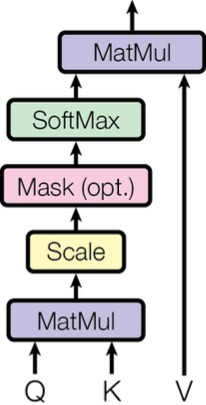 MatMul
SoftMax
Mask (opt.)
Scale
MatMul
Q K V